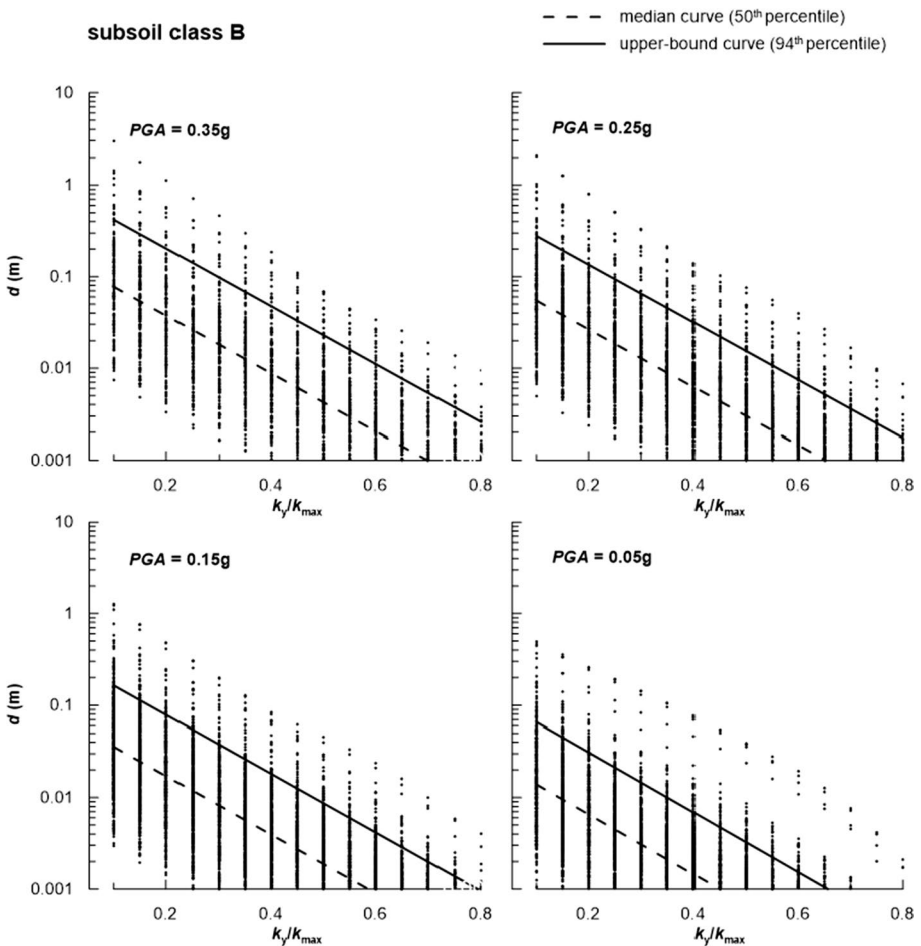 subsoil class B
median curve (50th percentile)
upper-bound curve (94th percentile)
PGA = 0.35g
10
1
0.1
0.01
0.001
d (m)
0.2 0.4 0.6 0.8
ky/kmax
PGA = 0.25g
0.2 0.4 0.6 0.8
ky/kmax
PGA = 0.15g
10
1
0.1
0.01
0.001
d (m)
0.2 0.4 0.6 0.8
ky/kmax
PGA = 0.05g
0.2 0.4 0.6 0.8
ky/kmax